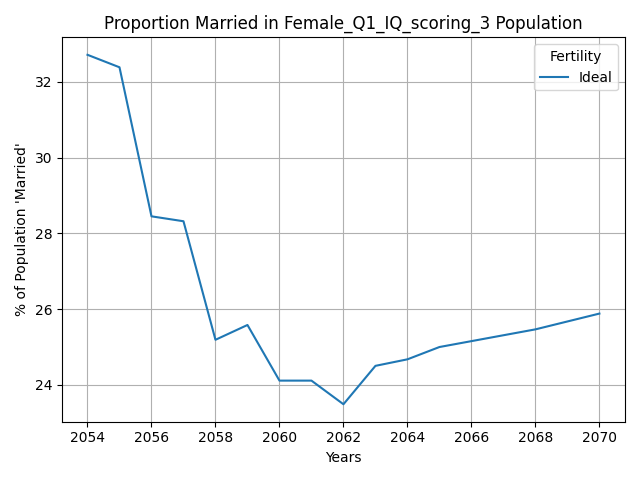 Proportion Married in Female_Q1_IQ_scoring_3 Population
Fertility
Ideal
% of Population 'Married'
32
30
28
26
24
2054 2056 2058 2060 2062 2064 2066 2068 2070
Years